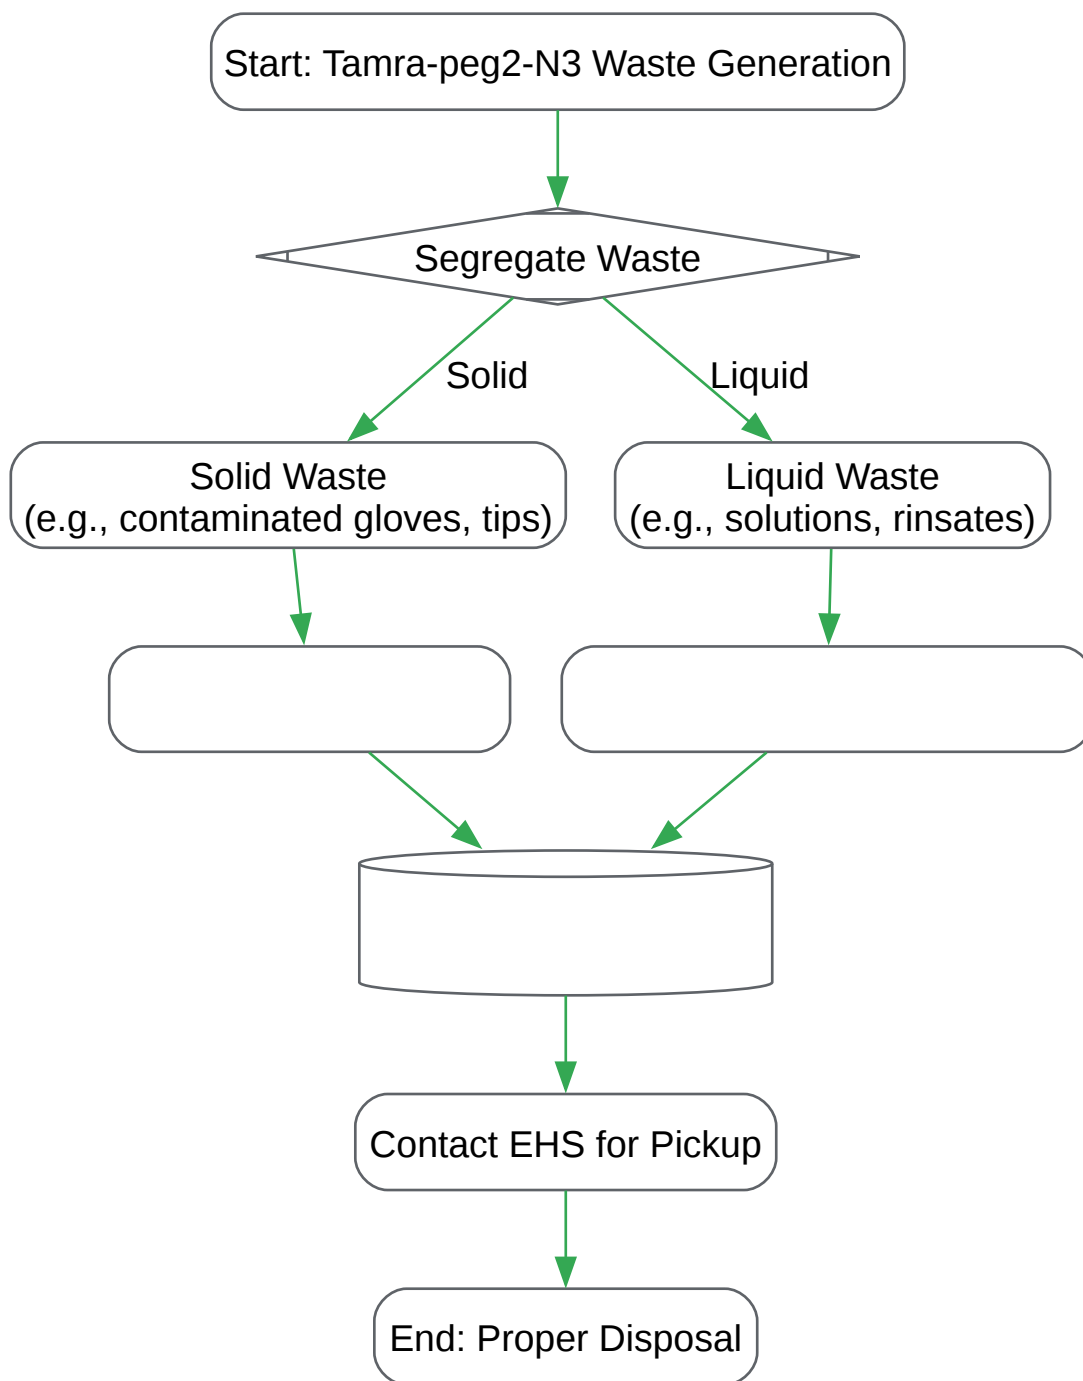 Start: Tamra-peg2-N3 Waste Generation
Segregate Waste
Solid
Liquid
Solid Waste
(e.g., contaminated gloves, tips)
Liquid Waste
(e.g., solutions, rinsates)
Contact EHS for Pickup
End: Proper Disposal